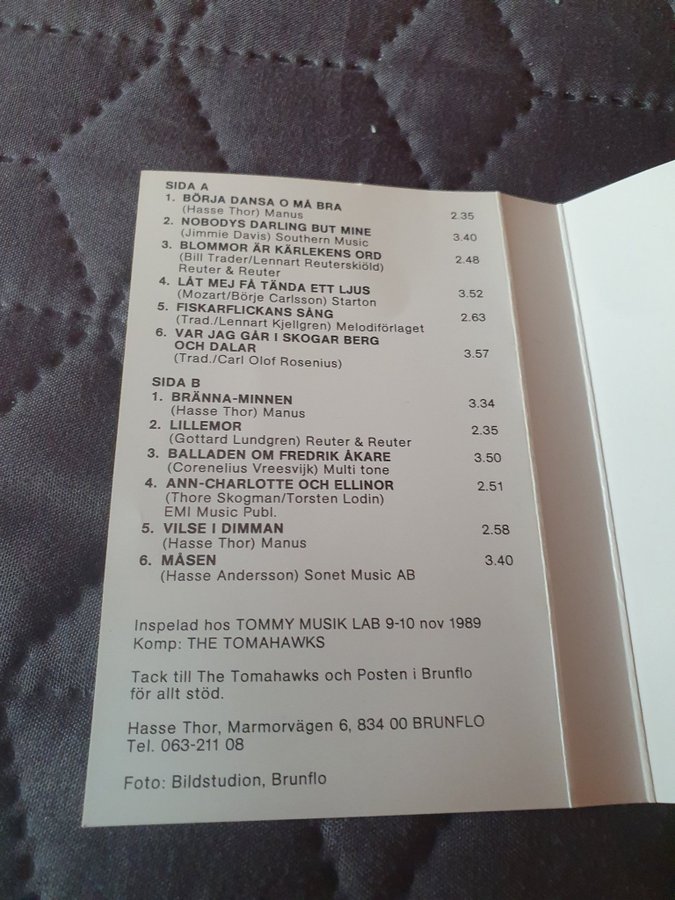 SIDA A
1. BÖRJA DANSA O MÅ BRA
(Hasse Thor) Manus 2.35
2. NOBODYS DARLING BUT MINE
(Jimmie Davis) Southern Music 3.40
3. BLOMMOR ÄR KÄRLEKENS ORD
(Bill Trader/Lennart Reuterskiöld) 2.48
Reuter & Reuter
4. LÅT MEJ FÅ TÄNDA ETT LJUS
(Mozart/Börje Carlsson) Starton 3.52
5. FISKARFLICKANS SÅNG
(Trad./Lennart Kjellgren) Melodiförlaget 2.63
6. VAR JAG GÅR I SKOGAR BERG
OCH DALAR 3.57
(Trad./Carl Olof Rosenius)
SIDA B
1. BRÄNNA-MINNEN 3.34
(Hasse Thor) Manus
2. LILLEMOR 2.35
(Gottard Lundgren) Reuter & Reuter
3. BALLADEN OM FREDRIK ÅKARE 3.50
(Corenelius Vreesvijk) Multi tone
4. ANN-CHARLOTTE OCH ELLINOR 2.51
(Thore Skogman/Torsten Lodin)
EMI Music Publ.
5. VILSE I DIMMAN 2.58
(Hasse Thor) Manus
6. MÅSEN 3.40
(Hasse Andersson) Sonet Music AB
Inspelad hos TOMMY MUSIK LAB 9-10 nov 1989
Komp: THE TOMAHAWKS
Tack till The Tomahawks och Posten i Brunflo
för allt stöd.
Hasse Thor, Marmorvägen 6, 834 00 BRUNFLO
Tel. 063-211 08
Foto: Bildstudion, Brunflo